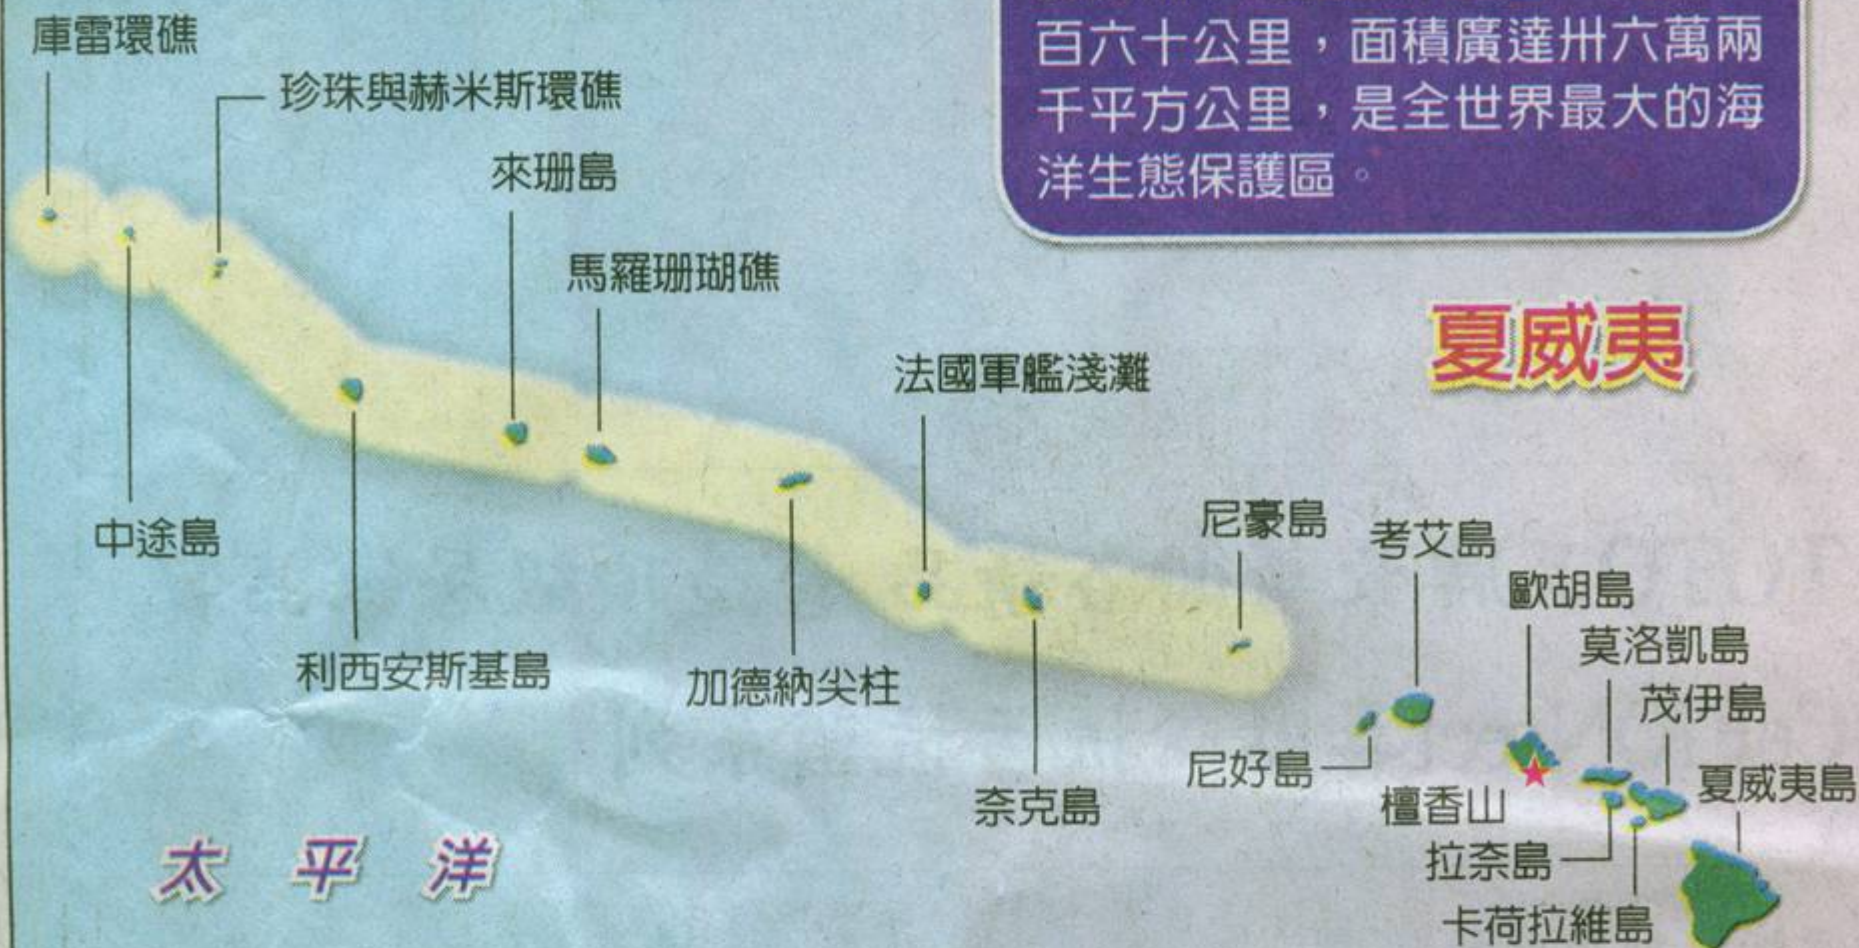 百六十公里，面積廣達卅六萬兩
千平方公里，是全世界最大的海
洋生態保護區。
夏威夷
庫雷環礁
珍珠與赫米斯環礁
來珊島
馬羅珊瑚礁
法國軍艦淺灘
中途島
利西安斯基島
加德納尖柱
奈克島
尼豪島
考艾島
歐胡島
莫洛凱島
茂伊島
夏威夷島
尼好島
檀香山
拉奈島
卡荷拉維島
太平洋